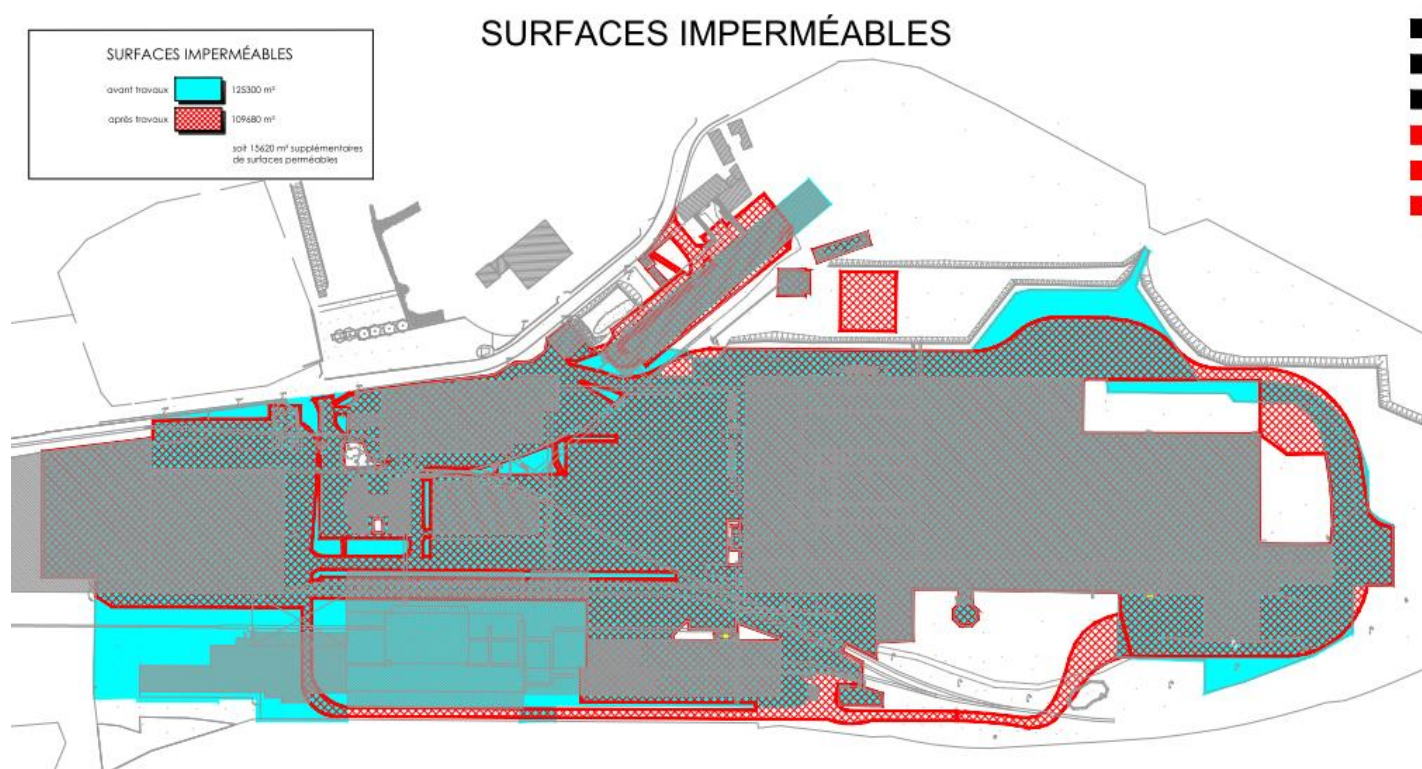 SURFACES IMPERMÉABLES
SURFACES IMPERMÉABLES
avant travaux 125300 m²
après travaux 109680 m²
soit 15620 m² supplémentaires
de surfaces perméables